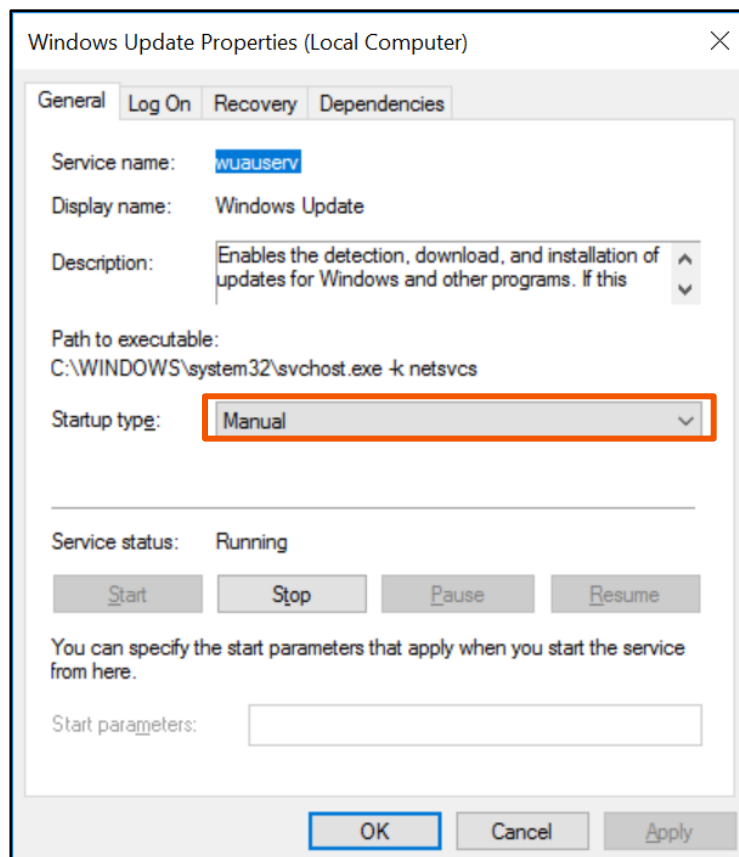 Windows Update Properties (Local Computer)
General Log On Recovery Dependencies
Service name: wuauserv
Display name: Windows Update
Description: Enables the detection, download, and installation of
updates for Windows and other programs. If this
Path to executable:
C:\WINDOWS\system32\svchost.exe -k netsvcs
Startup type: Manual
Service status: Running
Start Stop Pause Resume
You can specify the start parameters that apply when you start the service
from here.
Start parameters:
OK Cancel Apply